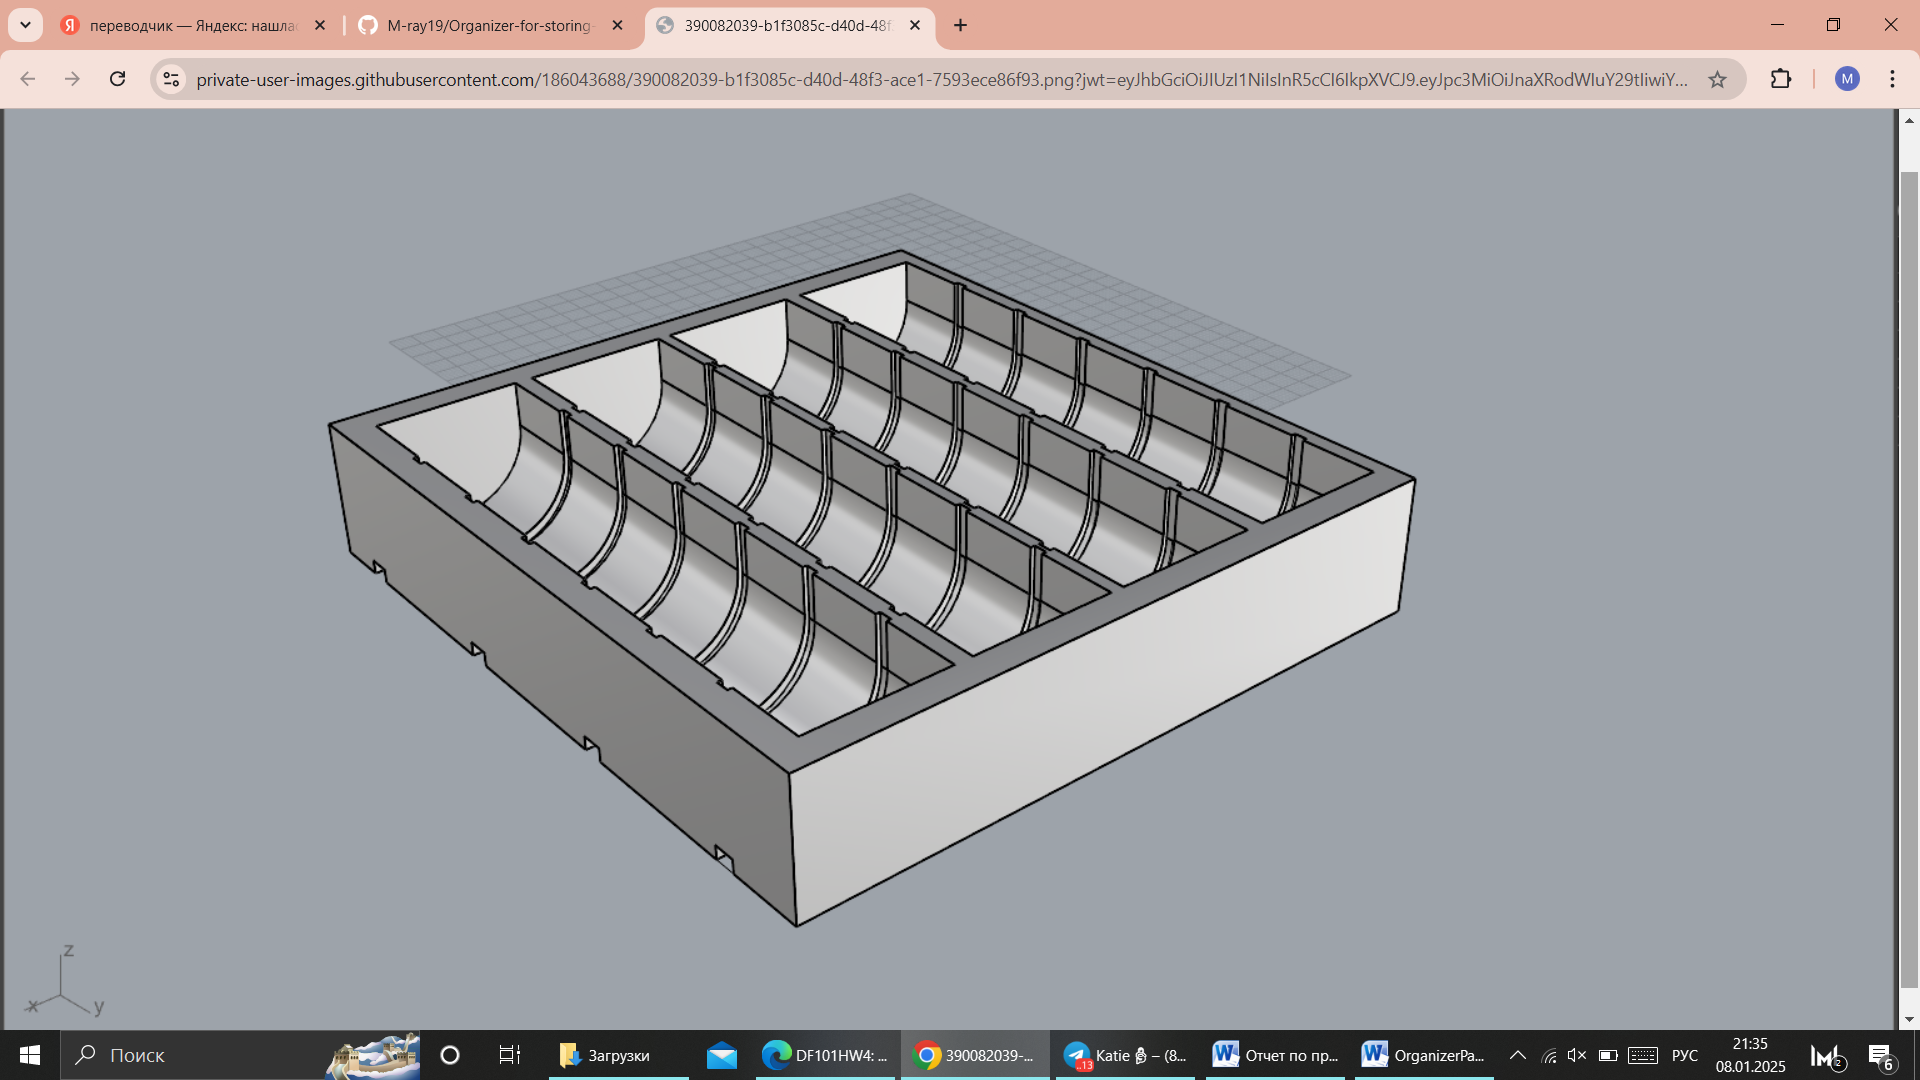 переводчик — Яндекс: нашла
M-ray19/Organizer-for-storing-
390082039-b1f3085c-d40d-48f
private-user-images.githubusercontent.com/186043688/390082039-b1f3085c-d40d-48f3-ace1-7593ece86f93.png?jwt=eyJhbGciOiJIUzI1NiIsInR5cCI6IkpXVCJ9.eyJpc3MiOiJnaXRodWIuY29tIiwiY...
M
z
x
y
Поиск
Загрузки
DF101HW4: ...
390082039-...
..13
Katie – (8...
Отчет по пр...
OrganizerPa...
РУС
21:35
08.01.2025
2
6